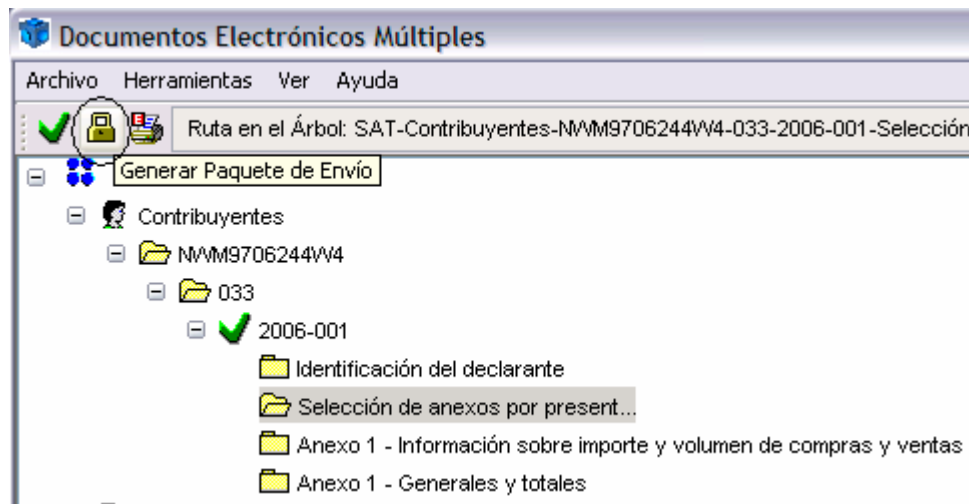 Documentos Electrónicos Múltiples
Archivo Herramientas Ver Ayuda
Ruta en el Árbol: SAT-Contribuyentes-NWM9706244W4-033-2006-001-Selección
Generar Paquete de Envío
Contribuyentes
NWM9706244W4
033
2006-001
Identificación del declarante
Selección de anexos por present...
Anexo 1 - Información sobre importe y volumen de compras y ventas
Anexo 1 - Generales y totales